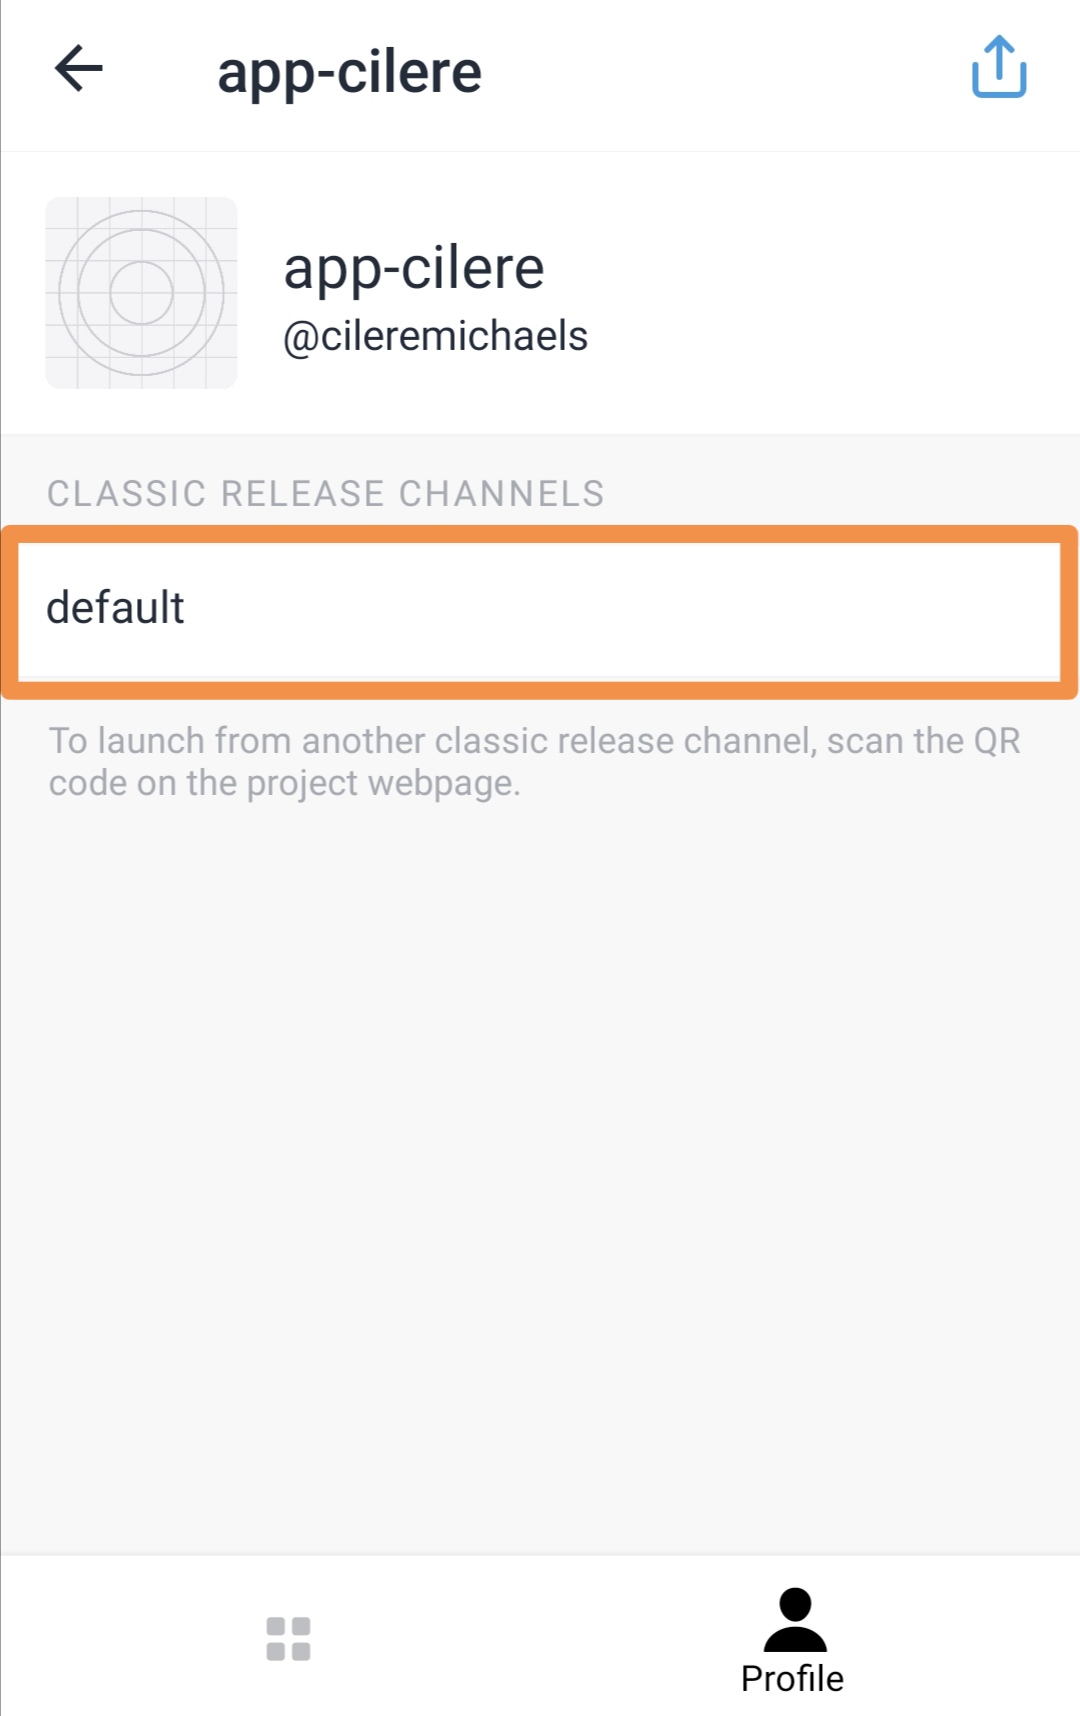 app-cilere
app-cilere
@cileremichaels
CLASSIC RELEASE CHANNELS
default
To launch from another classic release channel, scan the QR
code on the project webpage.
Profile